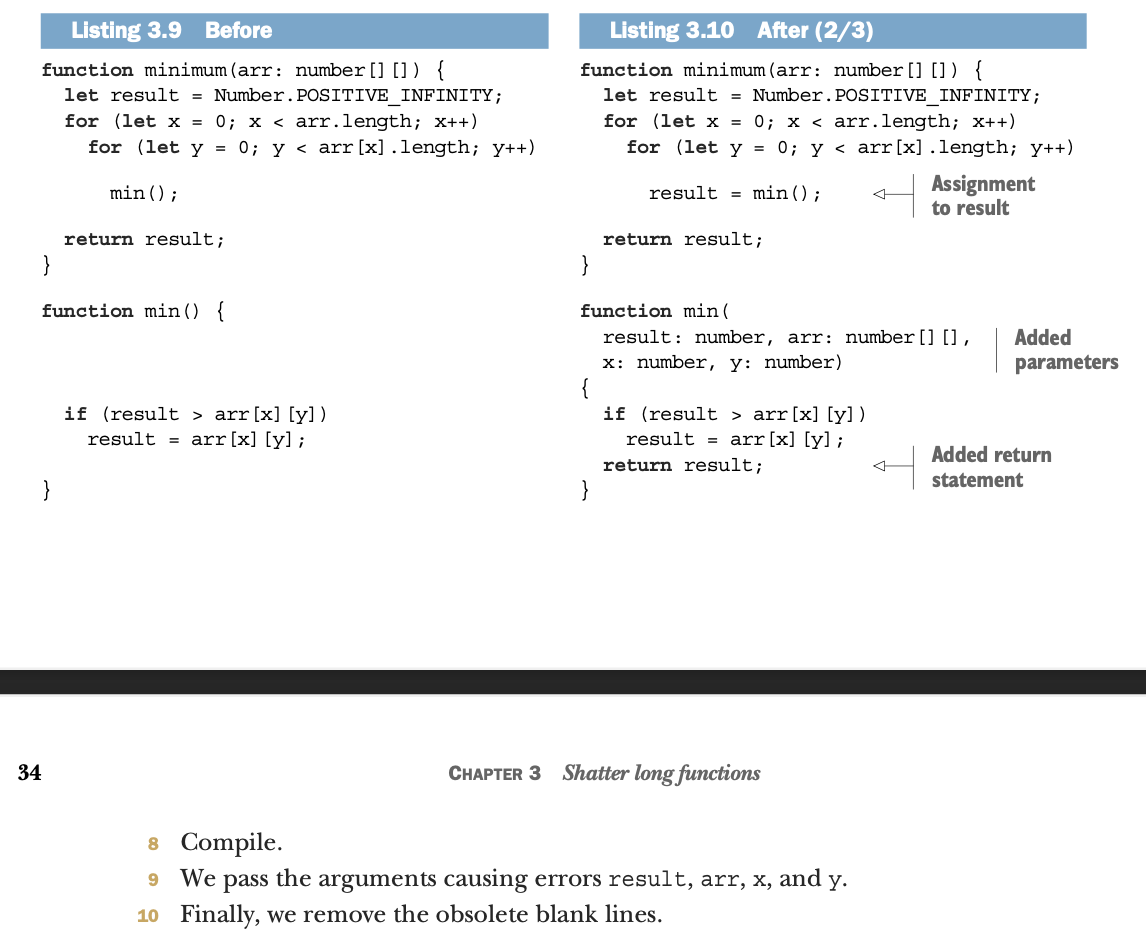 Listing 3.9 Before
function minimum(arr: number[][]) {
  let result = Number.POSITIVE_INFINITY;
  for (let x = 0; x < arr.length; x++)
    for (let y = 0; y < arr[x].length; y++)
      min();
  return result;
}
function min() {
  if (result > arr[x][y])
    result = arr[x][y];
}
Listing 3.10 After (2/3)
function minimum(arr: number[][]) {
  let result = Number.POSITIVE_INFINITY;
  for (let x = 0; x < arr.length; x++)
    for (let y = 0; y < arr[x].length; y++)
      result = min();
Assignment
to result
  return result;
}
function min(
  result: number, arr: number[][],
  x: number, y: number)
Added
parameters
{
  if (result > arr[x][y])
    result = arr[x][y];
  return result;
Added return
statement
}
34
CHAPTER 3 Shatter long functions
8 Compile.
9 We pass the arguments causing errors result, arr, x, and y.
10 Finally, we remove the obsolete blank lines.